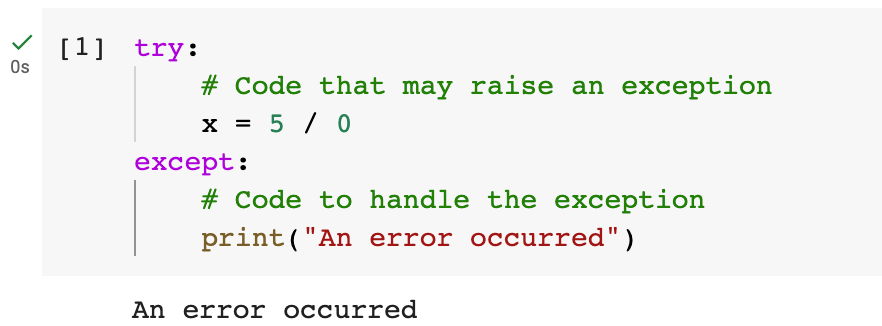 [1] try:
# Code that may raise an exception
0s
x = 5 / 0
except:
# Code to handle the exception
print("An error occurred")
An error occurred